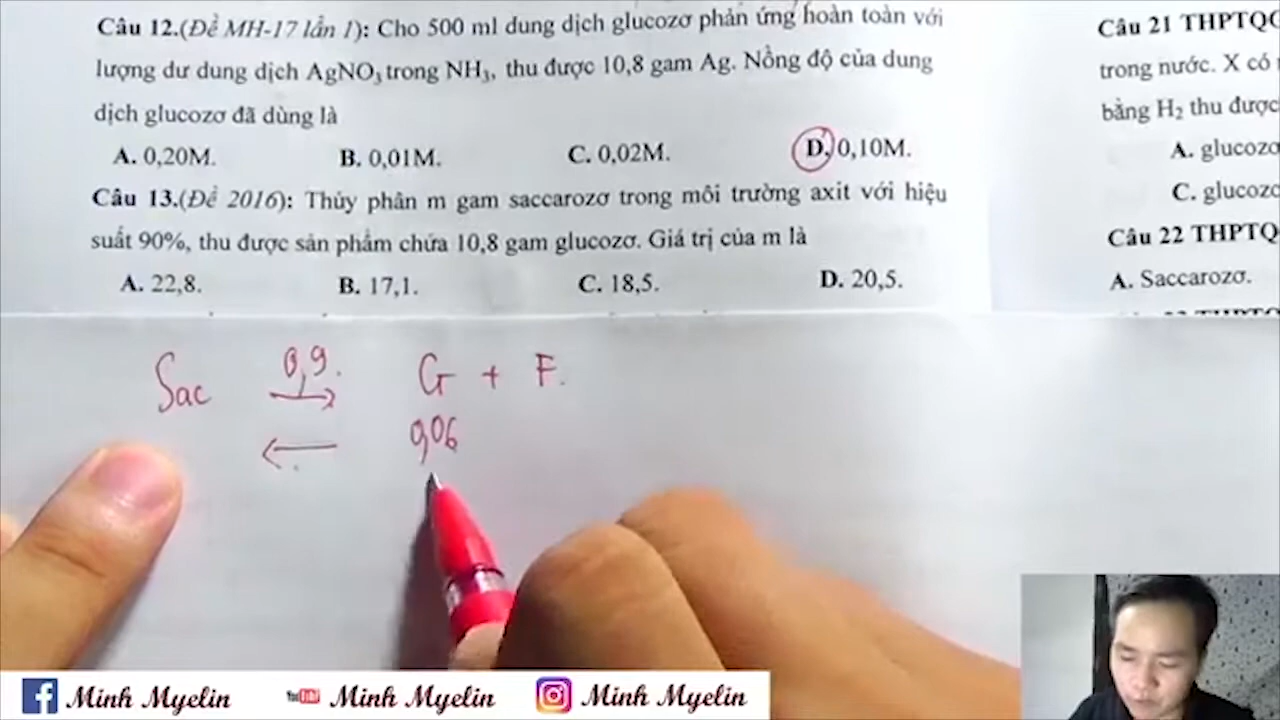 Câu 12.(Đề MH-17 lần 1): Cho 500 ml dung dịch glucozơ phản ứng hoàn toàn với
lượng dư dung dịch AgNO₃ trong NH₃, thu được 10,8 gam Ag. Nồng độ của dung
dịch glucozơ đã dùng là
A. 0,20M. B. 0,01M. C. 0,02M. D. 0,10M.
Câu 13.(Đề 2016): Thủy phân m gam saccarozơ trong môi trường axit với hiệu
suất 90%, thu được sản phẩm chứa 10,8 gam glucozơ. Giá trị của m là
A. 22,8. B. 17,1. C. 18,5. D. 20,5.
Câu 21 THPTQG
trong nước. X có
bằng H₂ thu được
A. glucozơ
C. glucozơ
Câu 22 THPTQ
A. Saccarozơ.
Sac 0,9. G + F.
0,06
Minh Myelin YouTube Minh Myelin Minh Myelin